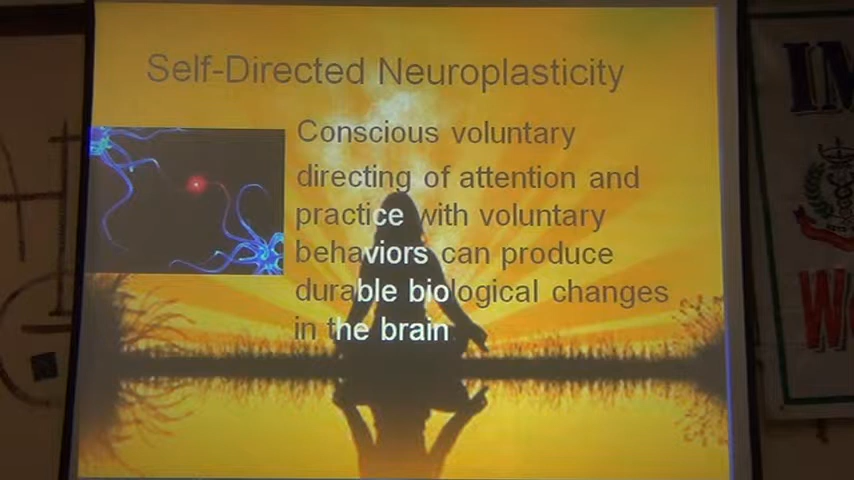 Self-Directed Neuroplasticity
Conscious voluntary
directing of attention and
practice with voluntary
behaviors can produce
durable biological changes
in the brain